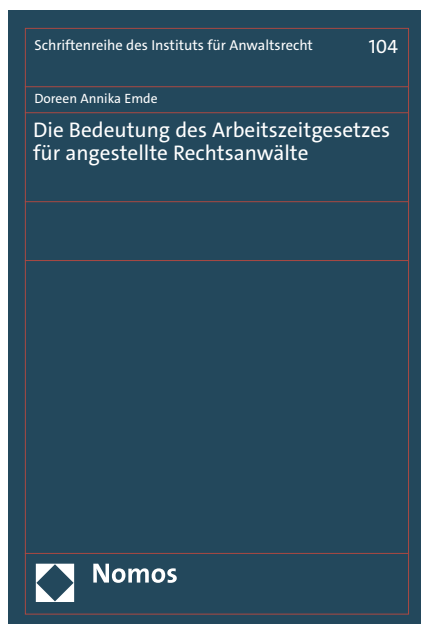 Schriftenreihe des Instituts für Anwaltsrecht 104
Doreen Annika Emde
Die Bedeutung des Arbeitszeitgesetzes
für angestellte Rechtsanwälte
Nomos